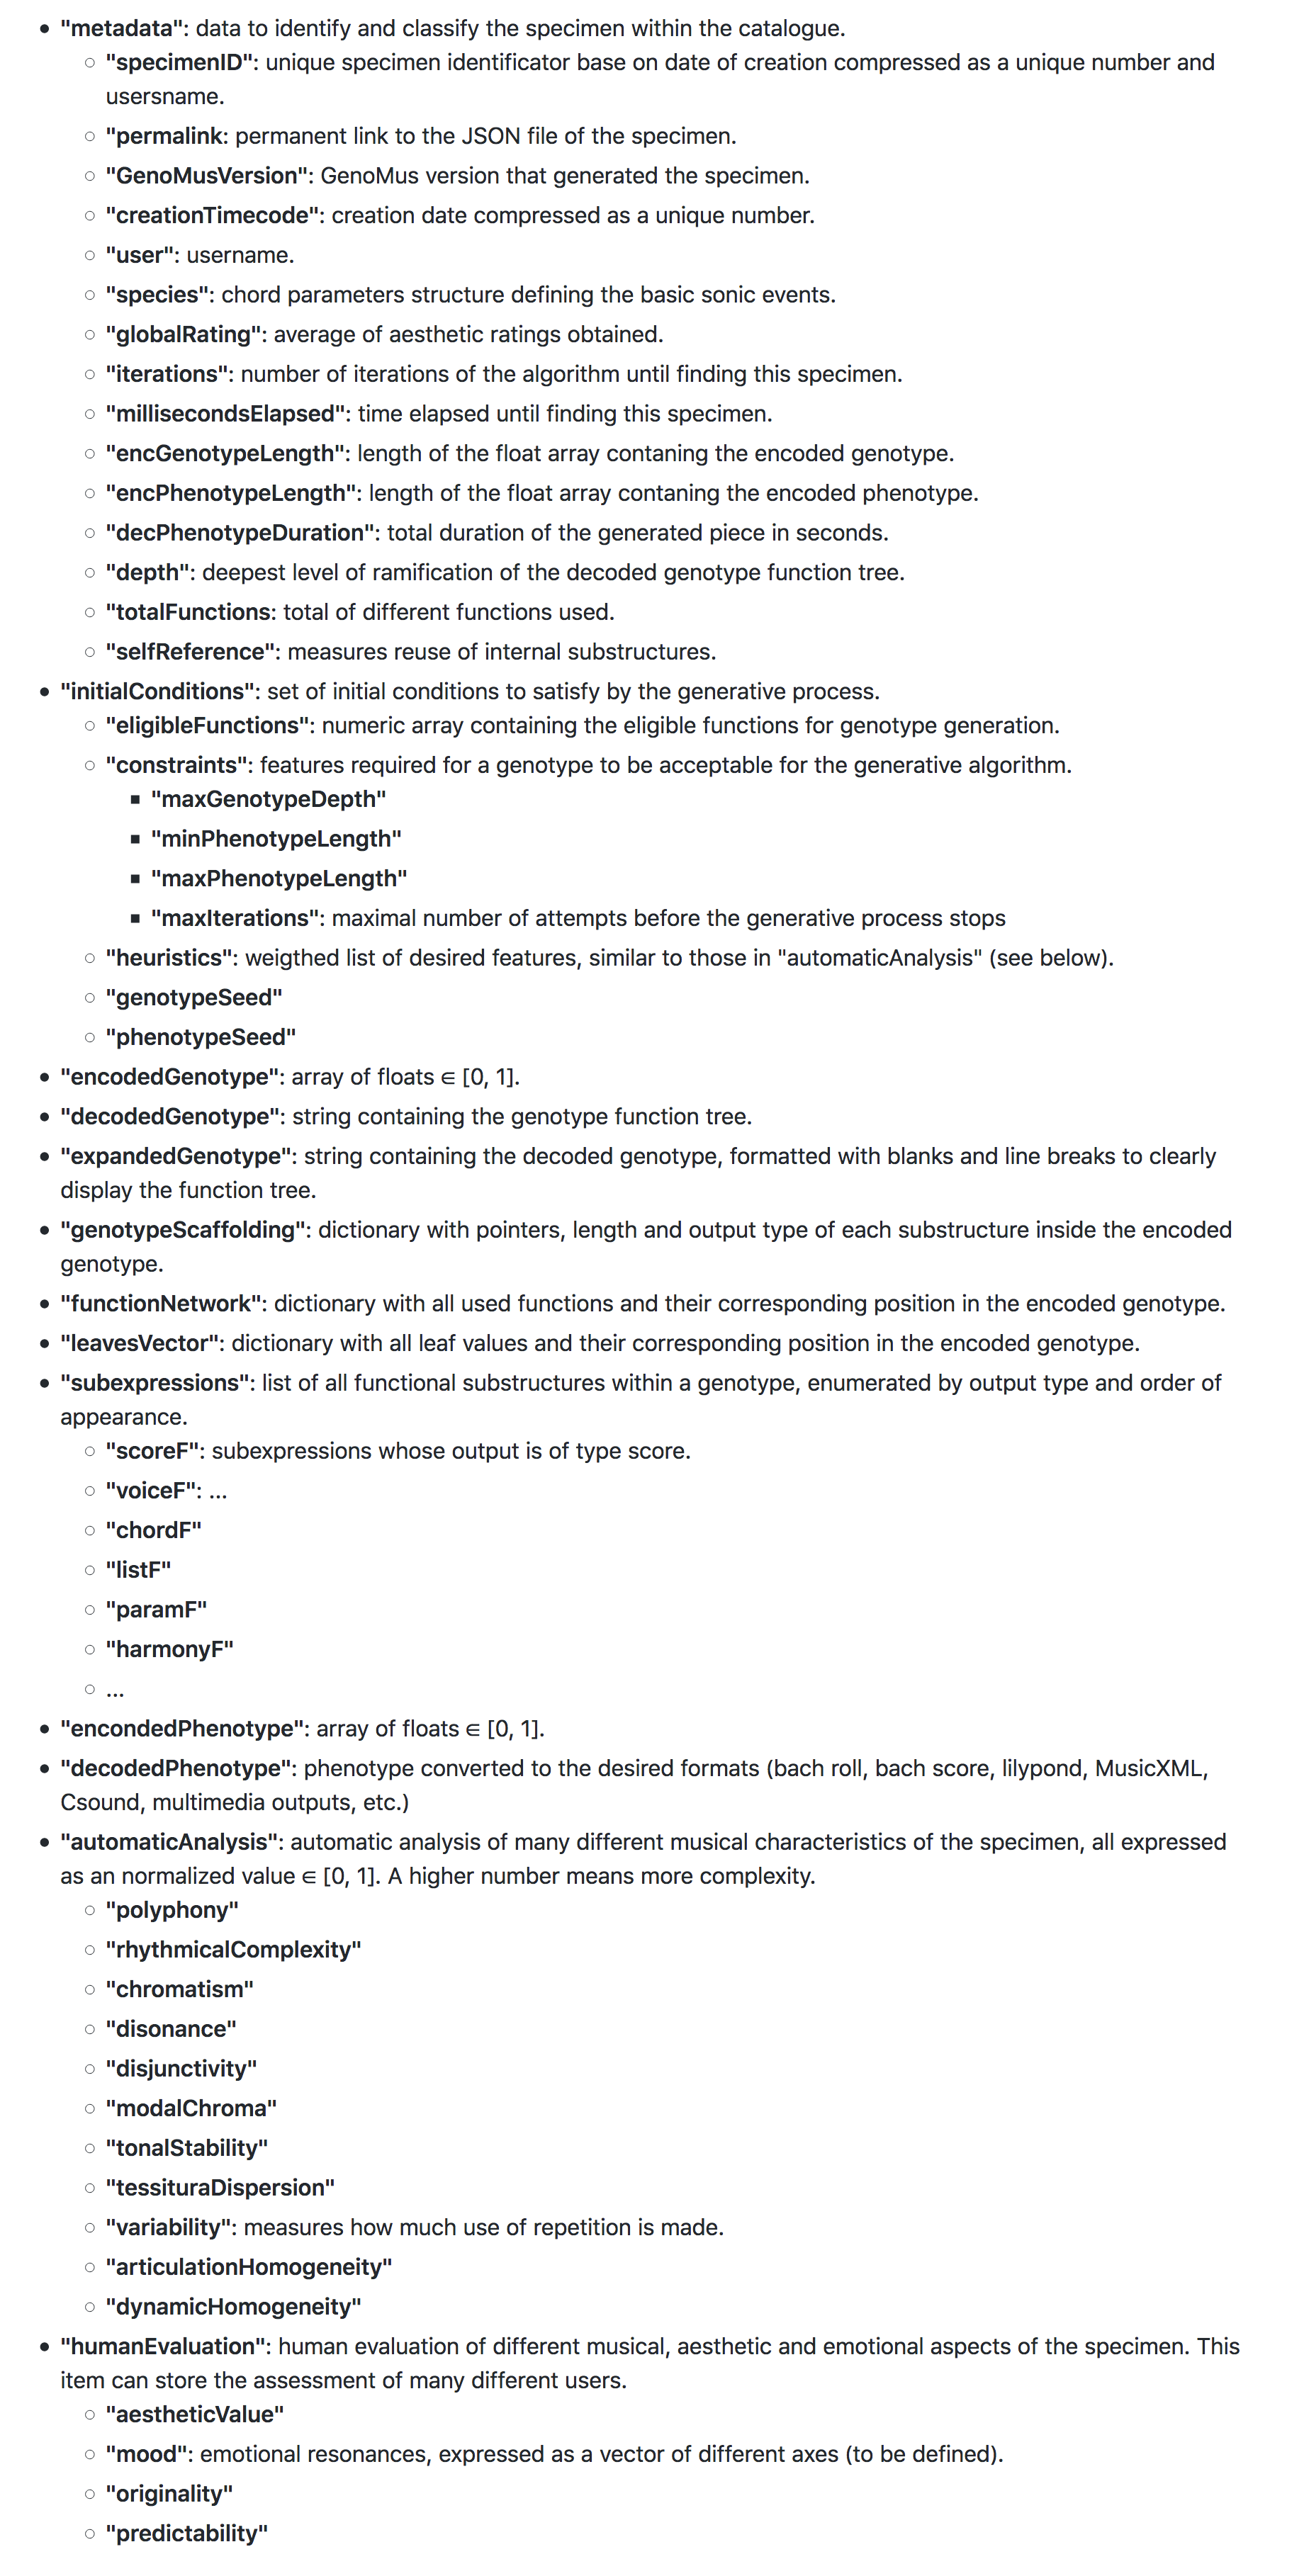 • "metadata": data to identify and classify the specimen within the catalogue.
◦ "specimenID": unique specimen identificator base on date of creation compressed as a unique number and
usersname.
◦ "permalink: permanent link to the JSON file of the specimen.
◦ "GenoMusVersion": GenoMus version that generated the specimen.
◦ "creationTimecode": creation date compressed as a unique number.
◦ "user": username.
◦ "species": chord parameters structure defining the basic sonic events.
◦ "globalRating": average of aesthetic ratings obtained.
◦ "iterations": number of iterations of the algorithm until finding this specimen.
◦ "millisecondsElapsed": time elapsed until finding this specimen.
◦ "encGenotypeLength": length of the float array contaning the encoded genotype.
◦ "encPhenotypeLength": length of the float array contaning the encoded phenotype.
◦ "decPhenotypeDuration": total duration of the generated piece in seconds.
◦ "depth": deepest level of ramification of the decoded genotype function tree.
◦ "totalFunctions: total of different functions used.
◦ "selfReference": measures reuse of internal substructures.
• "initialConditions": set of initial conditions to satisfy by the generative process.
◦ "eligibleFunctions": numeric array containing the eligible functions for genotype generation.
◦ "constraints": features required for a genotype to be acceptable for the generative algorithm.
▪ "maxGenotypeDepth"
▪ "minPhenotypeLength"
▪ "maxPhenotypeLength"
▪ "maxIterations": maximal number of attempts before the generative process stops
◦ "heuristics": weigthed list of desired features, similar to those in "automaticAnalysis" (see below).
◦ "genotypeSeed"
◦ "phenotypeSeed"
• "encodedGenotype": array of floats ∈ [0, 1].
• "decodedGenotype": string containing the genotype function tree.
• "expandedGenotype": string containing the decoded genotype, formatted with blanks and line breaks to clearly
display the function tree.
• "genotypeScaffolding": dictionary with pointers, length and output type of each substructure inside the encoded
genotype.
• "functionNetwork": dictionary with all used functions and their corresponding position in the encoded genotype.
• "leavesVector": dictionary with all leaf values and their corresponding position in the encoded genotype.
• "subexpressions": list of all functional substructures within a genotype, enumerated by output type and order of
appearance.
◦ "scoreF": subexpressions whose output is of type score.
◦ "voiceF": ...
◦ "chordF"
◦ "listF"
◦ "paramF"
◦ "harmonyF"
◦ ...
• "encondedPhenotype": array of floats ∈ [0, 1].
• "decodedPhenotype": phenotype converted to the desired formats (bach roll, bach score, lilypond, MusicXML,
Csound, multimedia outputs, etc.)
• "automaticAnalysis": automatic analysis of many different musical characteristics of the specimen, all expressed
as an normalized value ∈ [0, 1]. A higher number means more complexity.
◦ "polyphony"
◦ "rhythmicalComplexity"
◦ "chromatism"
◦ "disonance"
◦ "disjunctivity"
◦ "modalChroma"
◦ "tonalStability"
◦ "tessituraDispersion"
◦ "variability": measures how much use of repetition is made.
◦ "articulationHomogeneity"
◦ "dynamicHomogeneity"
• "humanEvaluation": human evaluation of different musical, aesthetic and emotional aspects of the specimen. This
item can store the assessment of many different users.
◦ "aestheticValue"
◦ "mood": emotional resonances, expressed as a vector of different axes (to be defined).
◦ "originality"
◦ "predictability"